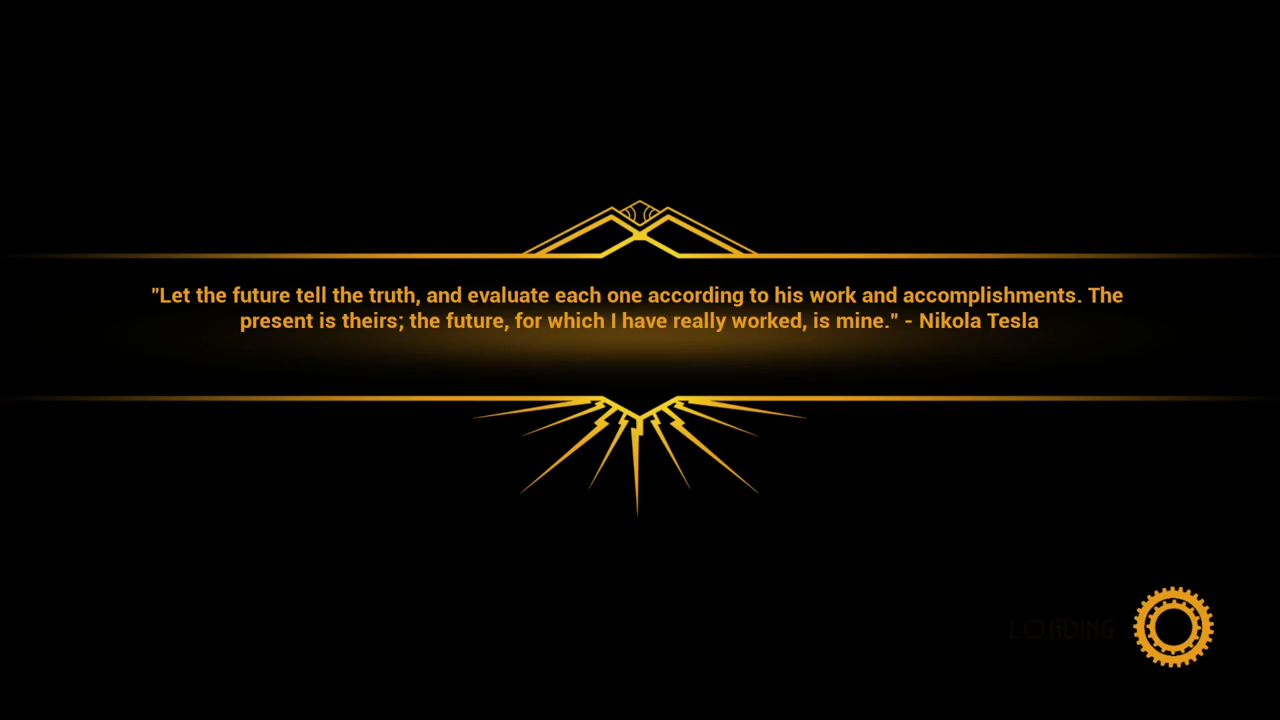 "Let the future tell the truth, and evaluate each one according to his work and accomplishments. The
present is theirs; the future, for which I have really worked, is mine." - Nikola Tesla
LOADING